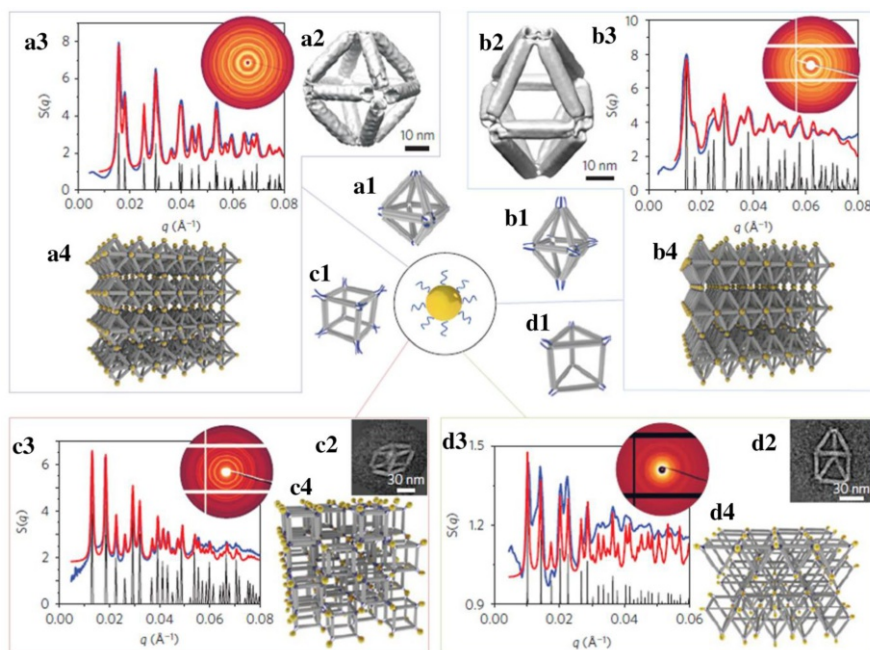 a3
S(q)
8
6
4
2
0
0.00 0.02 0.04 0.06 0.08
q (Å⁻¹)
a2
10 nm
b2
10 nm
b3
S(q)
10
8
6
4
2
0
0.00 0.02 0.04 0.06 0.08
q (Å⁻¹)
a1
b1
a4
c1
d1
b4
c3
S(q)
6
4
2
0
0.00 0.02 0.04 0.06 0.08
q (Å⁻¹)
c2
30 nm
c4
d3
S(q)
1.5
1.2
0.9
0.00 0.02 0.04 0.06
q (Å⁻¹)
d2
30 nm
d4